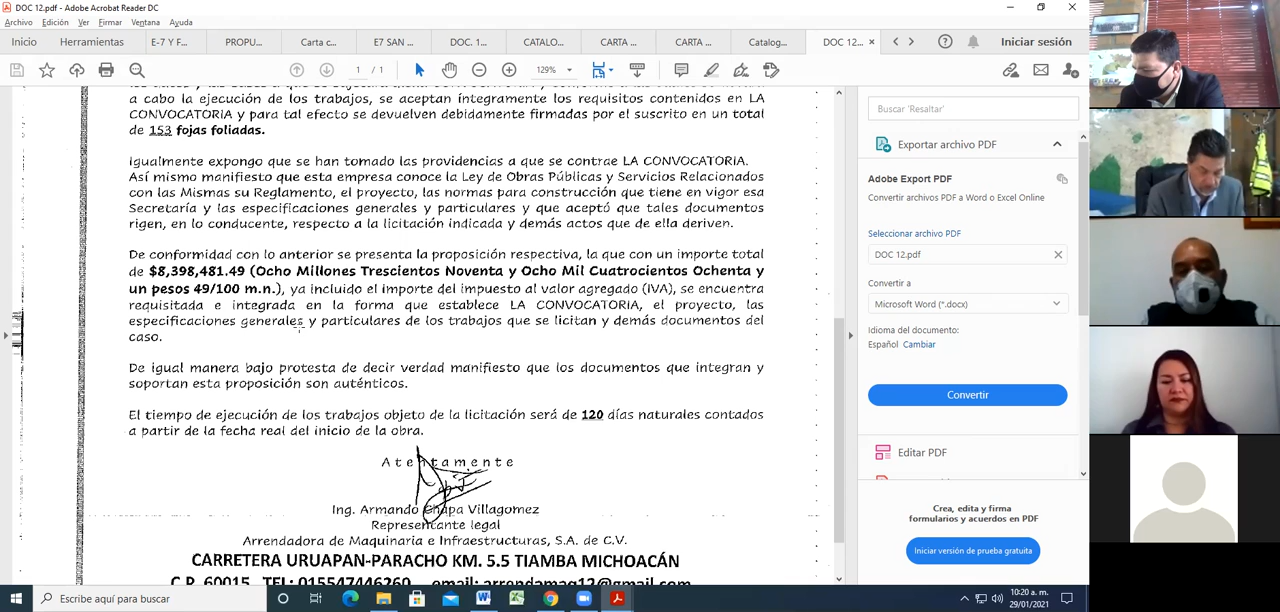 DOC 12.pdf - Adobe Acrobat Reader DC
Archivo Edición Ver Firmar Ventana Ayuda
Inicio Herramientas E-7 Y F... PROPU... Carta c... E7 SAN ... DOC. 1... CATALO... CARTA ... CARTA ... Catalog... DOC 12... × Iniciar sesión
1 / 1 129%
a cabo la ejecución de los trabajos, se aceptan íntegramente los requisitos contenidos en LA
CONVOCATORIA y para tal efecto se devuelven debidamente firmadas por el suscrito en un total
de 153 fojas foliadas.
Igualmente expongo que se han tomado las providencias a que se contrae LA CONVOCATORIA.
Así mismo manifiesto que esta empresa conoce la Ley de Obras Públicas y Servicios Relacionados
con las Mismas su Reglamento, el proyecto, las normas para construcción que tiene en vigor esa
Secretaría y las especificaciones generales y particulares y que aceptó que tales documentos
rigen, en lo conducente, respecto a la licitación indicada y demás actos que de ella deriven.
De conformidad con lo anterior se presenta la proposición respectiva, la que con un importe total
de $8,398,481.49 (Ocho Millones Trescientos Noventa y Ocho Mil Cuatrocientos Ochenta y
un pesos 49/100 m.n.), ya incluido el importe del impuesto al valor agregado (IVA), se encuentra
requisitada e integrada en la forma que establece LA CONVOCATORIA, el proyecto, las
especificaciones generales y particulares de los trabajos que se licitan y demás documentos del
caso.
De igual manera bajo protesta de decir verdad manifiesto que los documentos que integran y
soportan esta proposición son auténticos.
El tiempo de ejecución de los trabajos objeto de la licitación será de 120 días naturales contados
a partir de la fecha real del inicio de la obra.
A t e n t a m e n t e
Ing. Armando Chapa Villagomez
Representante legal
Arrendadora de Maquinaria e Infraestructuras, S.A. de C.V.
CARRETERA URUAPAN-PARACHO KM. 5.5 TIAMBA MICHOACÁN
C.P. 60015 TEL: 015547446260 email: arrendamaq12@gmail.com
Buscar 'Resaltar'
Exportar archivo PDF
Adobe Export PDF
Convertir archivos PDF a Word o Excel Online
Seleccionar archivo PDF
DOC 12.pdf
Convertir a
Microsoft Word (*.docx)
Idioma del documento:
Español Cambiar
Convertir
Editar PDF
Crea, edita y firma
formularios y acuerdos en PDF
Iniciar versión de prueba gratuita
Escribe aquí para buscar
10:20 a. m.
29/01/2021